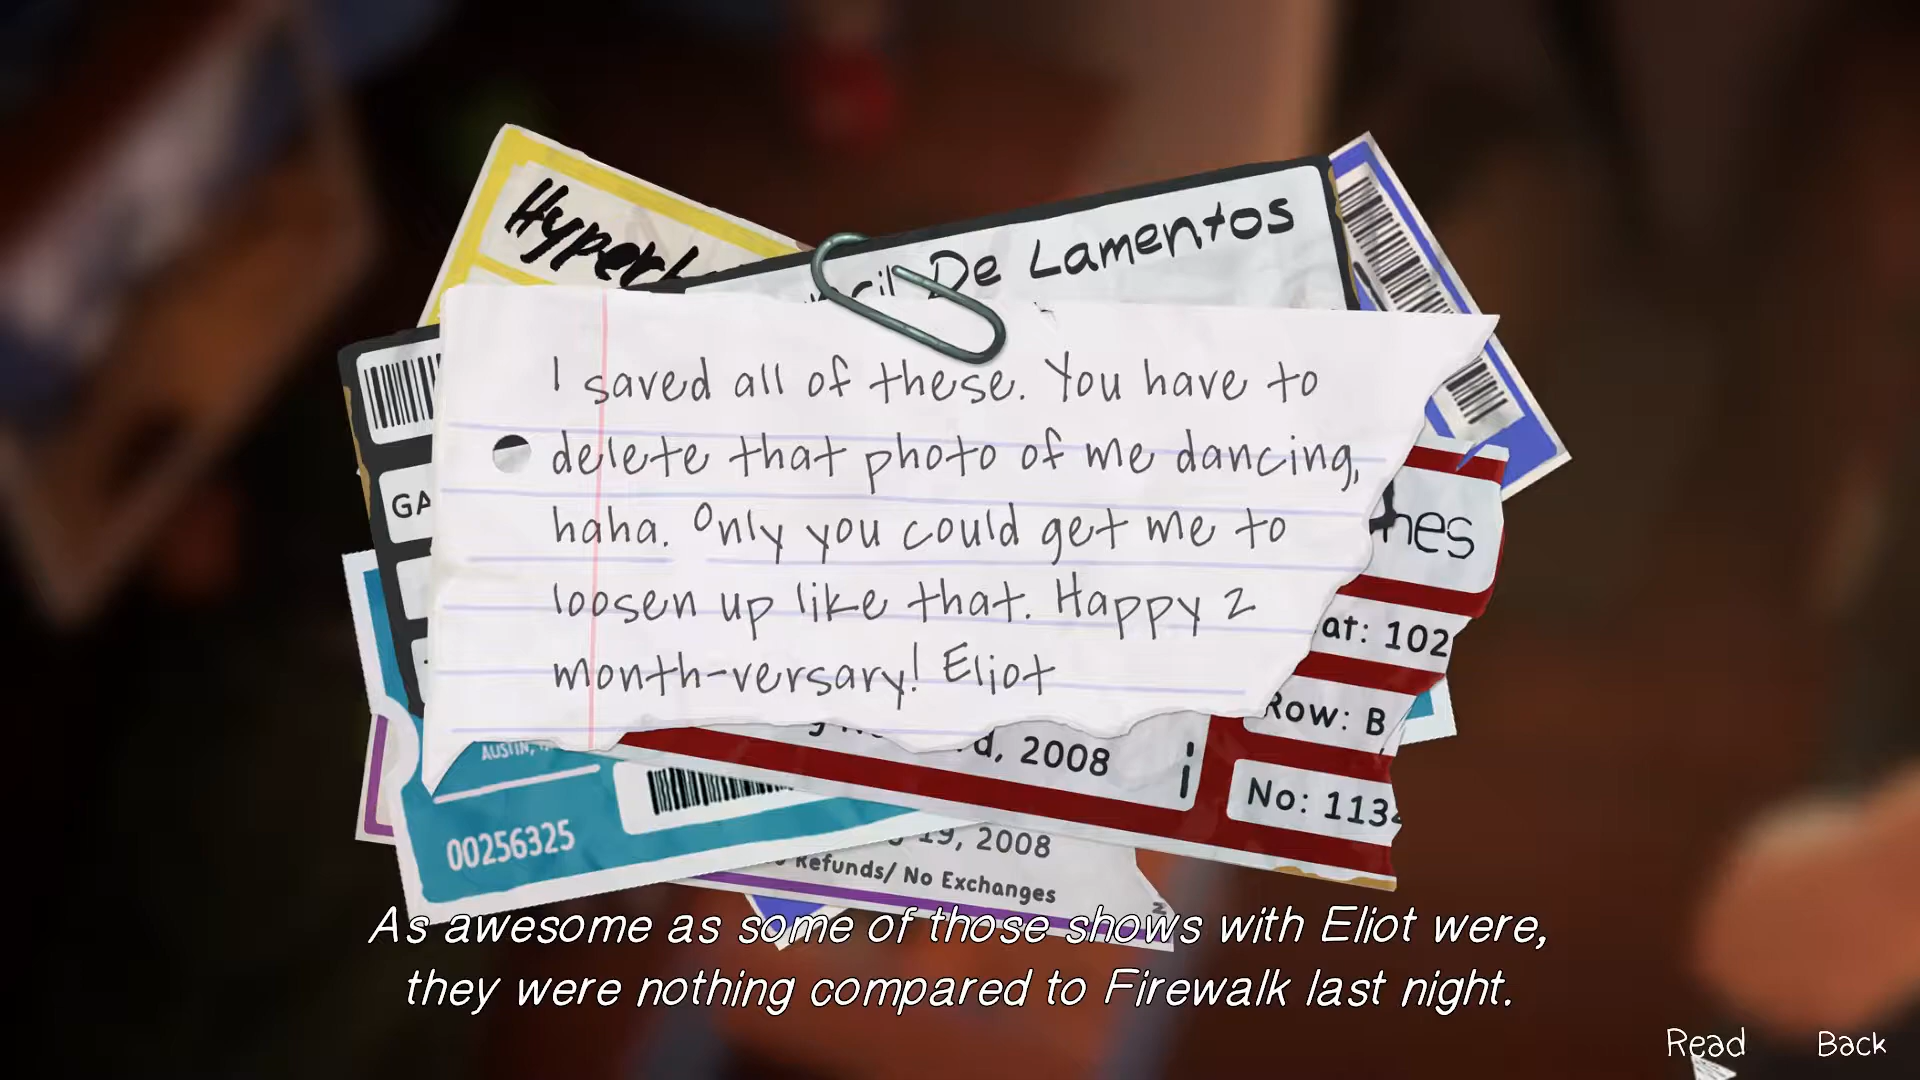 De Lamentos
I saved all of these. You have to
delete that photo of me dancing,
haha. Only you could get me to
loosen up like that. Happy 2
month-versary! Eliot
GA
hes
at: 102
Row: B
No: 1134
d, 2008
AUSTIN,
00256325
19, 2008
Refunds/ No Exchanges
As awesome as some of those shows with Eliot were,
they were nothing compared to Firewalk last night.
Read Back